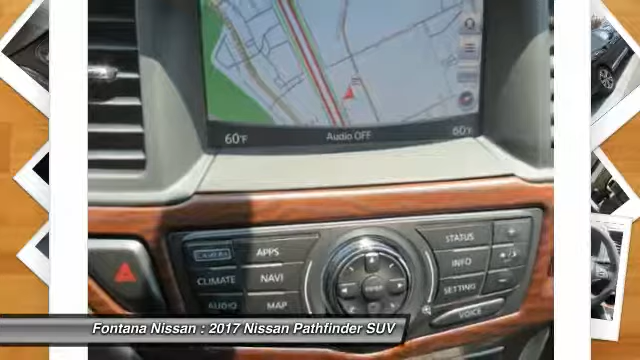 60°F Audio OFF 60°F
CAMERA APPS
CLIMATE NAVI
AUDIO MAP
ENTER
STATUS
INFO
SETTING
VOICE
Fontana Nissan : 2017 Nissan Pathfinder SUV